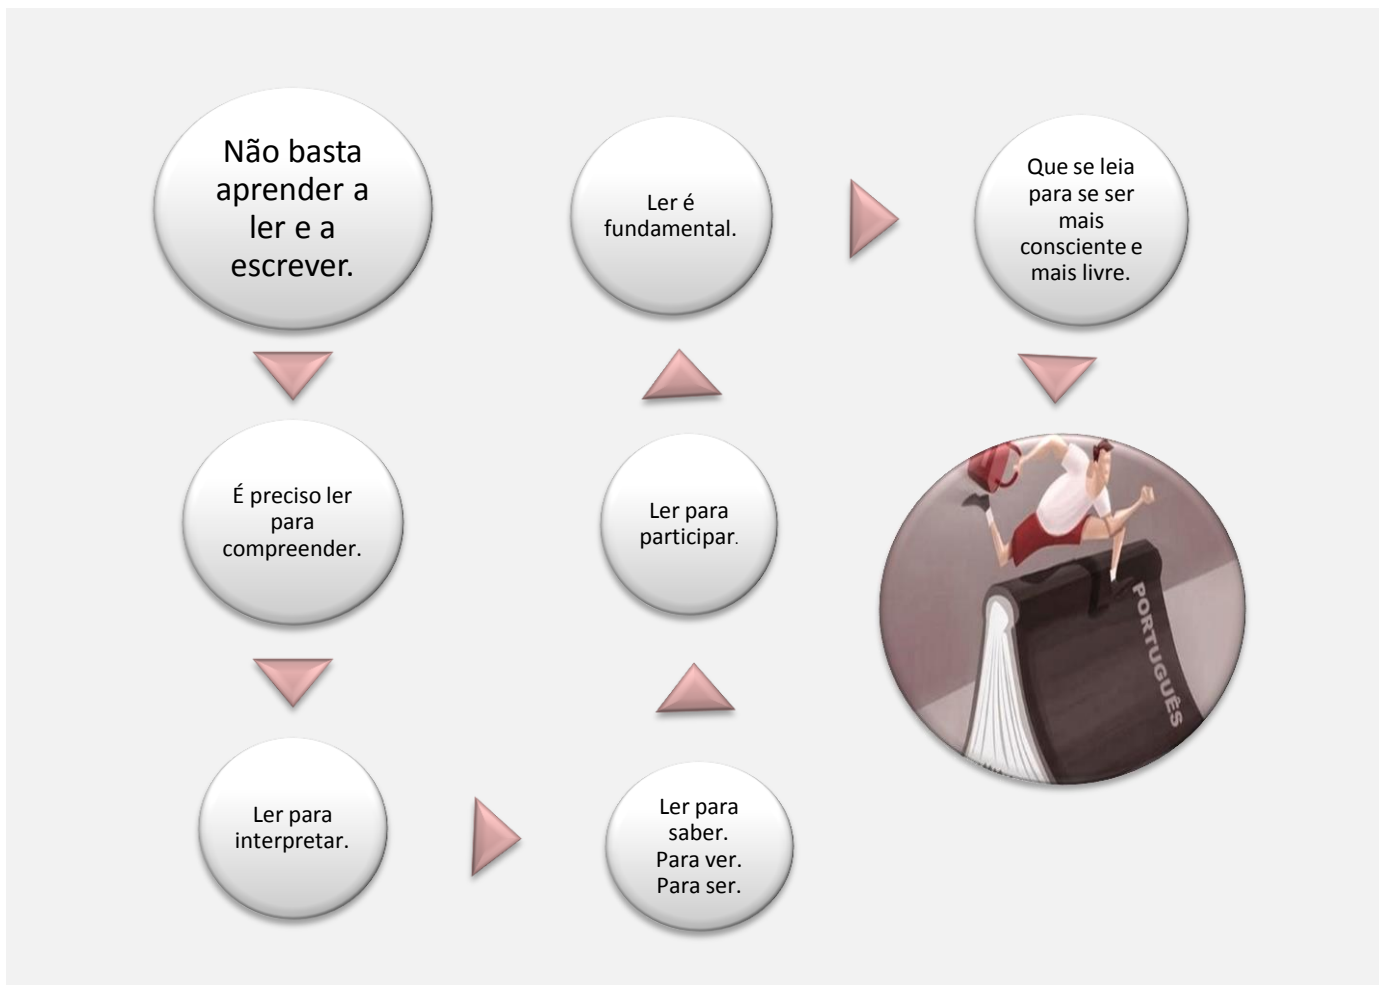 Não basta
aprender a
ler e a
escrever.
É preciso ler
para
compreender.
Ler para
interpretar.
Ler para
saber.
Para ver.
Para ser.
Ler para
participar.
Ler é
fundamental.
Que se leia
para se ser
mais
consciente e
mais livre.
PORTUGUÊS